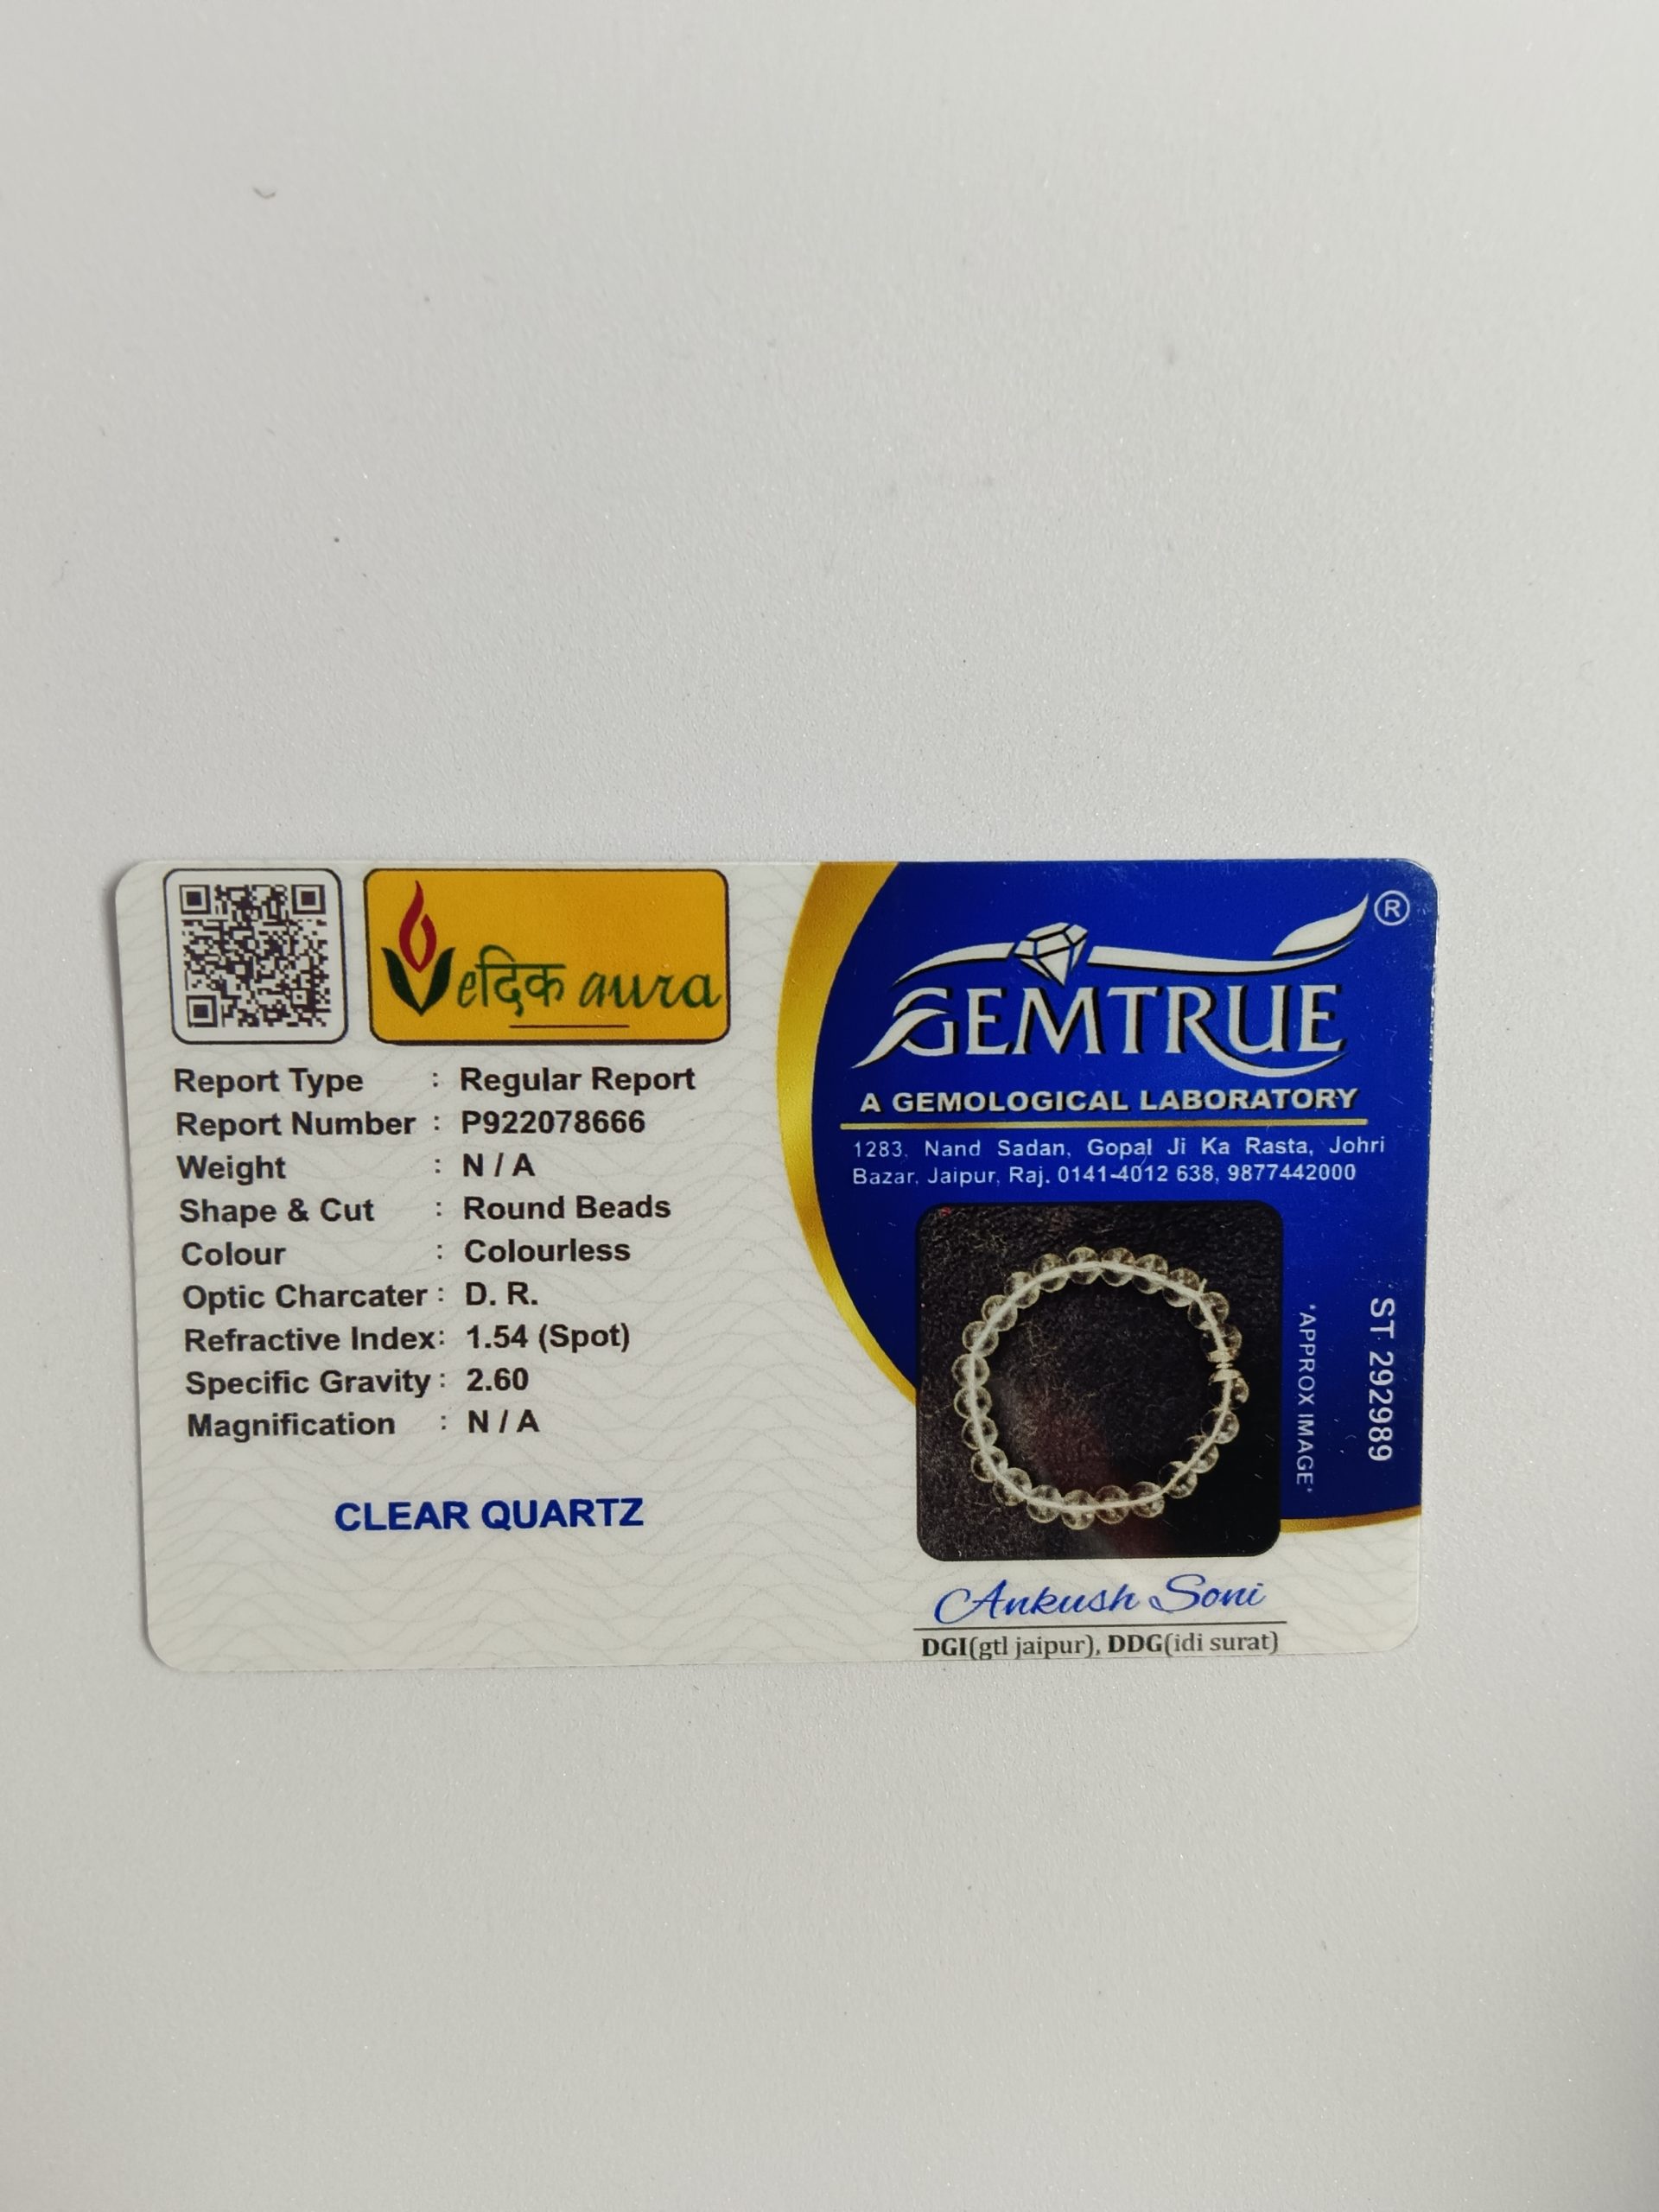 Vedिक aura
Report Type : Regular Report
Report Number : P922078666
Weight : N / A
Shape & Cut : Round Beads
Colour : Colourless
Optic Charcater : D. R.
Refractive Index: 1.54 (Spot)
Specific Gravity : 2.60
Magnification : N / A
CLEAR QUARTZ
®
GEMTRUE
A GEMOLOGICAL LABORATORY
1283, Nand Sadan, Gopal Ji Ka Rasta, Johri
Bazar, Jaipur, Raj. 0141-4012 638, 9877442000
*APPROX IMAGE*
ST 292989
Ankush Soni
DGI(gtl jaipur), DDG(idi surat)